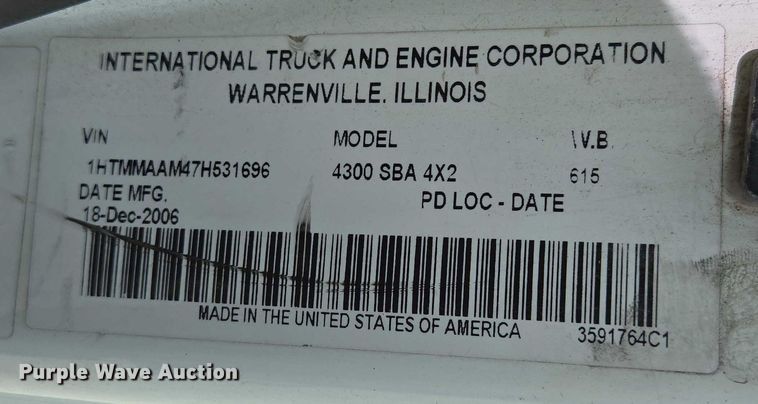 INTERNATIONAL TRUCK AND ENGINE CORPORATION
WARRENVILLE, ILLINOIS
VIN MODEL W.B.
1HTMMAAM47H531696 4300 SBA 4X2 615
DATE MFG. PD LOC - DATE
18-Dec-2006
MADE IN THE UNITED STATES OF AMERICA 3591764C1
Purple Wave Auction